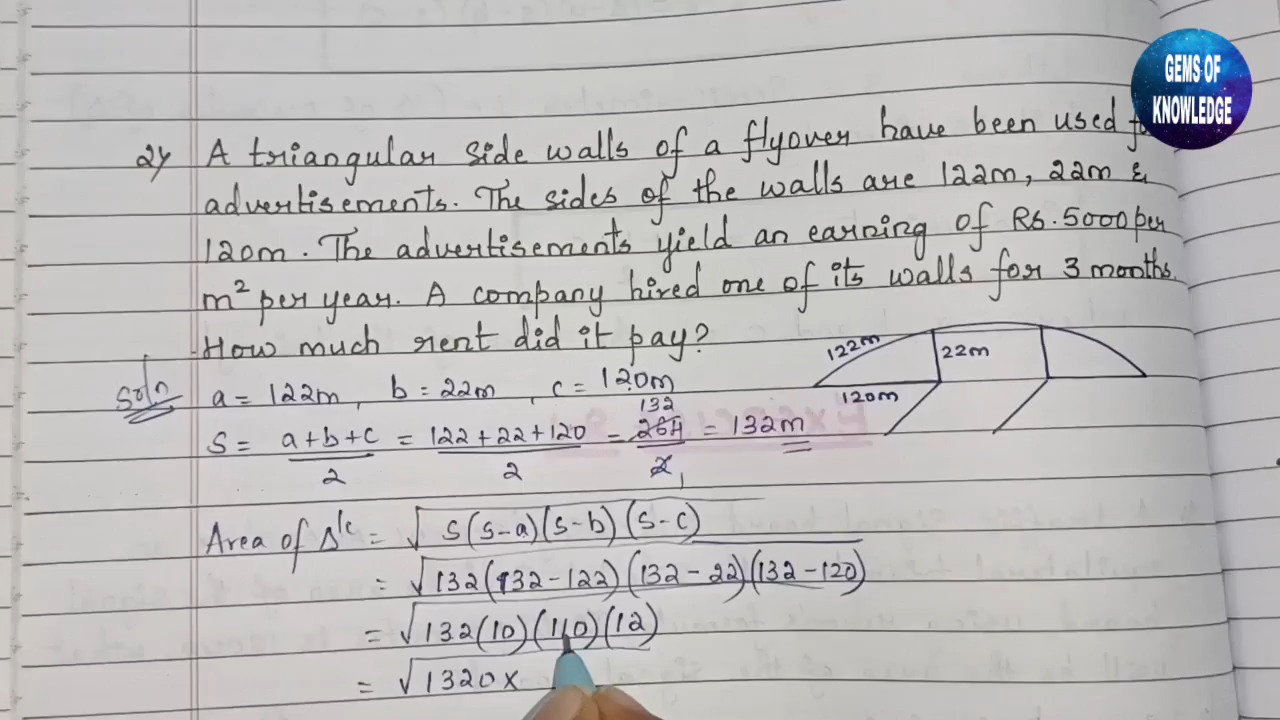 GEMS OF
KNOWLEDGE
2) A triangular side walls of a flyover have been used
advertisements. The sides of the walls are 122m, 22m &
120m. The advertisements yield an earning of Rs. 5000 per
m² per year. A company hired one of its walls for 3 months.
How much rent did it pay?
122m
22m
120m
Soln
a = 122m, b = 22m, c = 120m
132
S = a+b+c/2 = 122+22+120/2 = 264/2 = 132m
1
Area of Δle = √S(S-a)(S-b)(S-c)
= √132(132-122)(132-22)(132-120)
= √132(10)(110)(12)
= √1320×